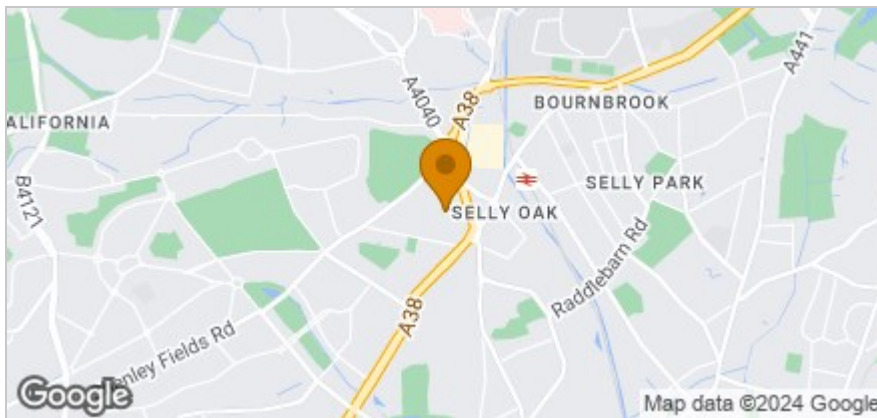 A441
A4040
A38
BOURNBROOK
ALIFORNIA
B4121
SELLY PARK
SELLY OAK
Raddlebarn Rd
A38
enley Fields Rd
Google
Map data ©2024 Google